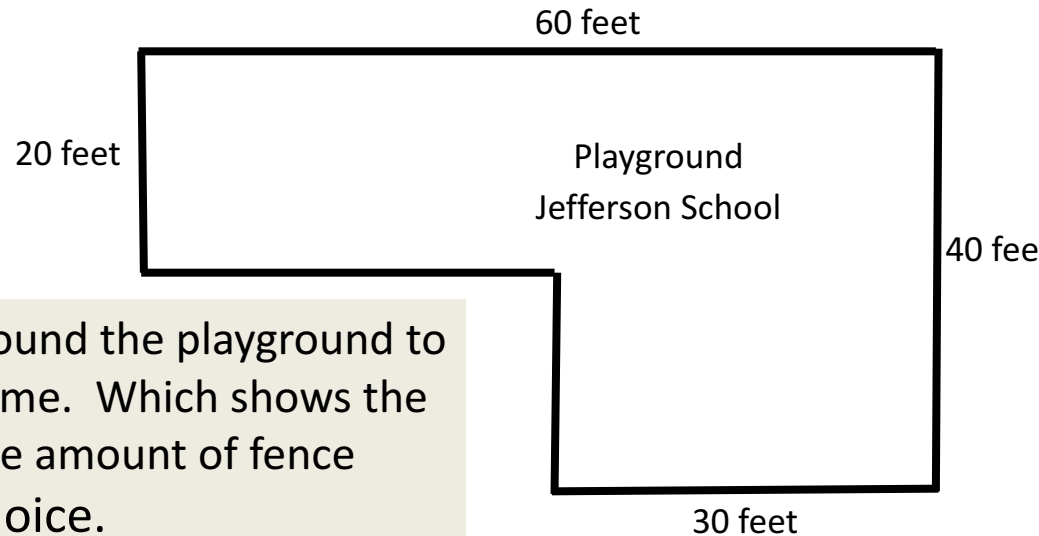 60 feet
20 feet
Playground
Jefferson School
40 fee
ound the playground to
me. Which shows the
e amount of fence
oice.
30 feet